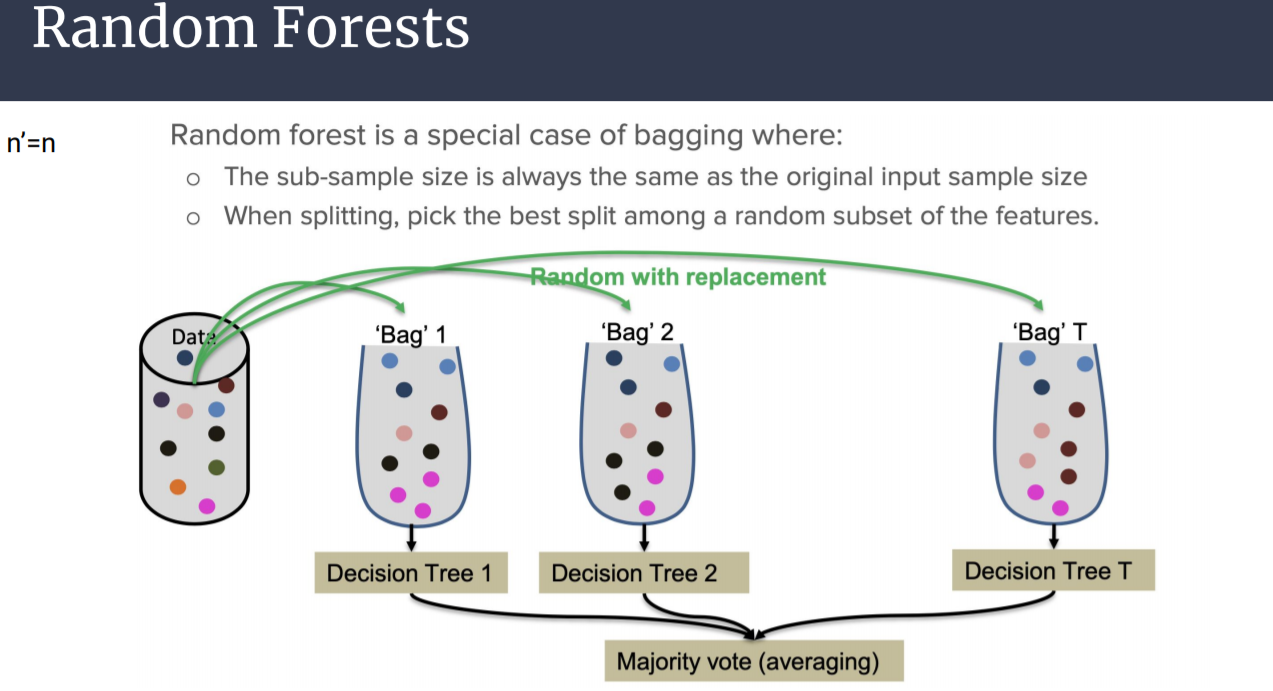 Random Forests
n’=n
Random forest is a special case of bagging where:
○ The sub-sample size is always the same as the original input sample size
○ When splitting, pick the best split among a random subset of the features.
Random with replacement
Data
‘Bag’ 1
‘Bag’ 2
‘Bag’ T
Decision Tree 1
Decision Tree 2
Decision Tree T
Majority vote (averaging)